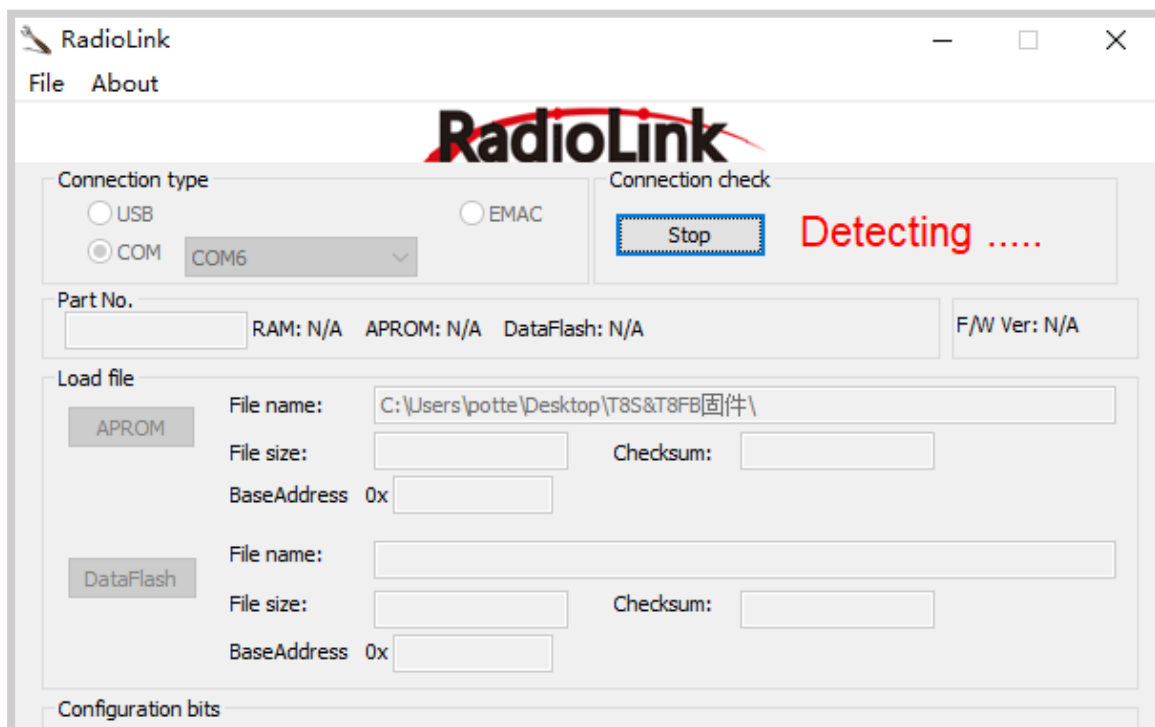 RadioLink
File About
RadioLink
Connection type
USB
EMAC
COM COM6
Connection check
Stop Detecting .....
Part No.
RAM: N/A APROM: N/A DataFlash: N/A
F/W Ver: N/A
Load file
APROM
File name: C:\Users\potte\Desktop\T8S&T8FB固件\
File size: Checksum:
BaseAddress 0x
DataFlash
File name:
File size: Checksum:
BaseAddress 0x
Configuration bits